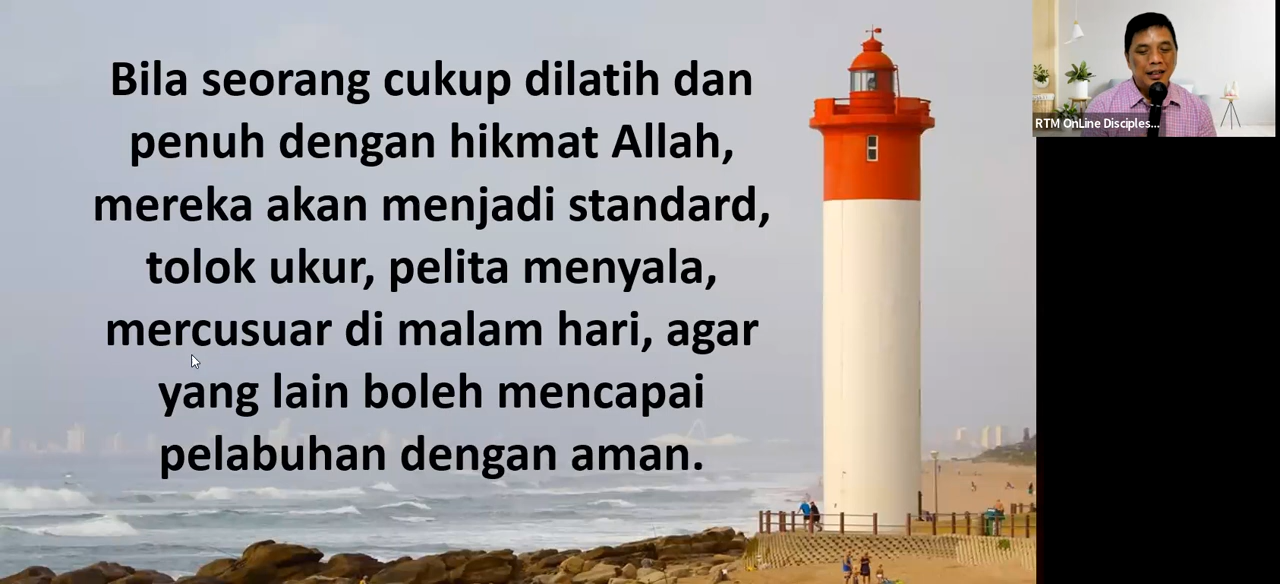 Bila seorang cukup dilatih dan
penuh dengan hikmat Allah,
mereka akan menjadi standard,
tolok ukur, pelita menyala,
mercusuar di malam hari, agar
yang lain boleh mencapai
pelabuhan dengan aman.
RTM OnLine Disciples...